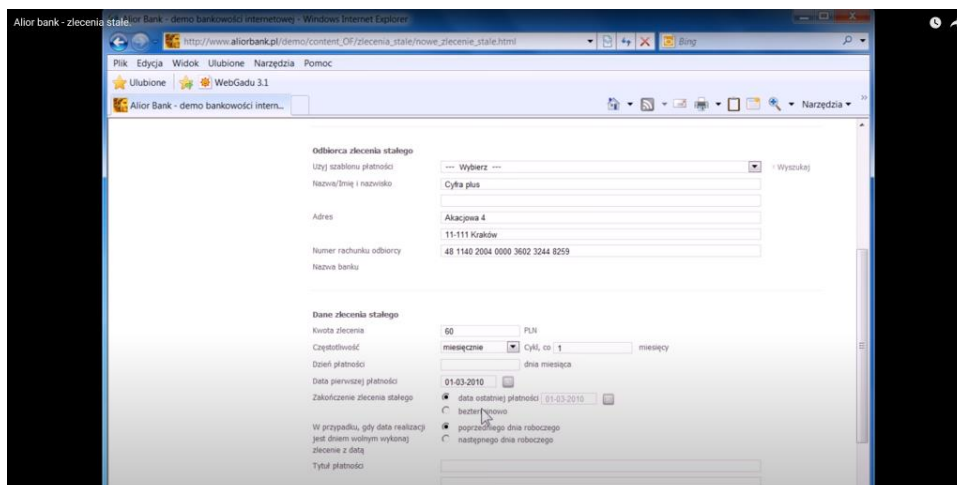 Alior bank - zlecenia stałe.
Alior Bank - demo bankowości internetowej - Windows Internet Explorer
http://www.aliorbank.pl/demo/content_OF/zlecenia_stale/nowe_zlecenie_stale.html
Bing
Plik Edycja Widok Ulubione Narzędzia Pomoc
Ulubione WebGadu 3.1
Alior Bank - demo bankowości intern...
Narzędzia
Odbiorca zlecenia stałego
Użyj szablonu płatności --- Wybierz --- Wyszukaj
Nazwa/Imię i nazwisko Cyfra plus
Adres Akacjowa 4
11-111 Kraków
Numer rachunku odbiorcy 48 1140 2004 0000 3602 3244 8259
Nazwa banku
Dane zlecenia stałego
Kwota zlecenia 60 PLN
Częstotliwość miesięcznie Cykl, co 1 miesięcy
Dzień płatności dnia miesiąca
Data pierwszej płatności 01-03-2010
Zakończenie zlecenia stałego data ostatniej płatności 01-03-2010
bezterminowo
W przypadku, gdy data realizacji poprzedniego dnia roboczego
jest dniem wolnym wykonaj następnego dnia roboczego
zlecenie z datą
Tytuł płatności